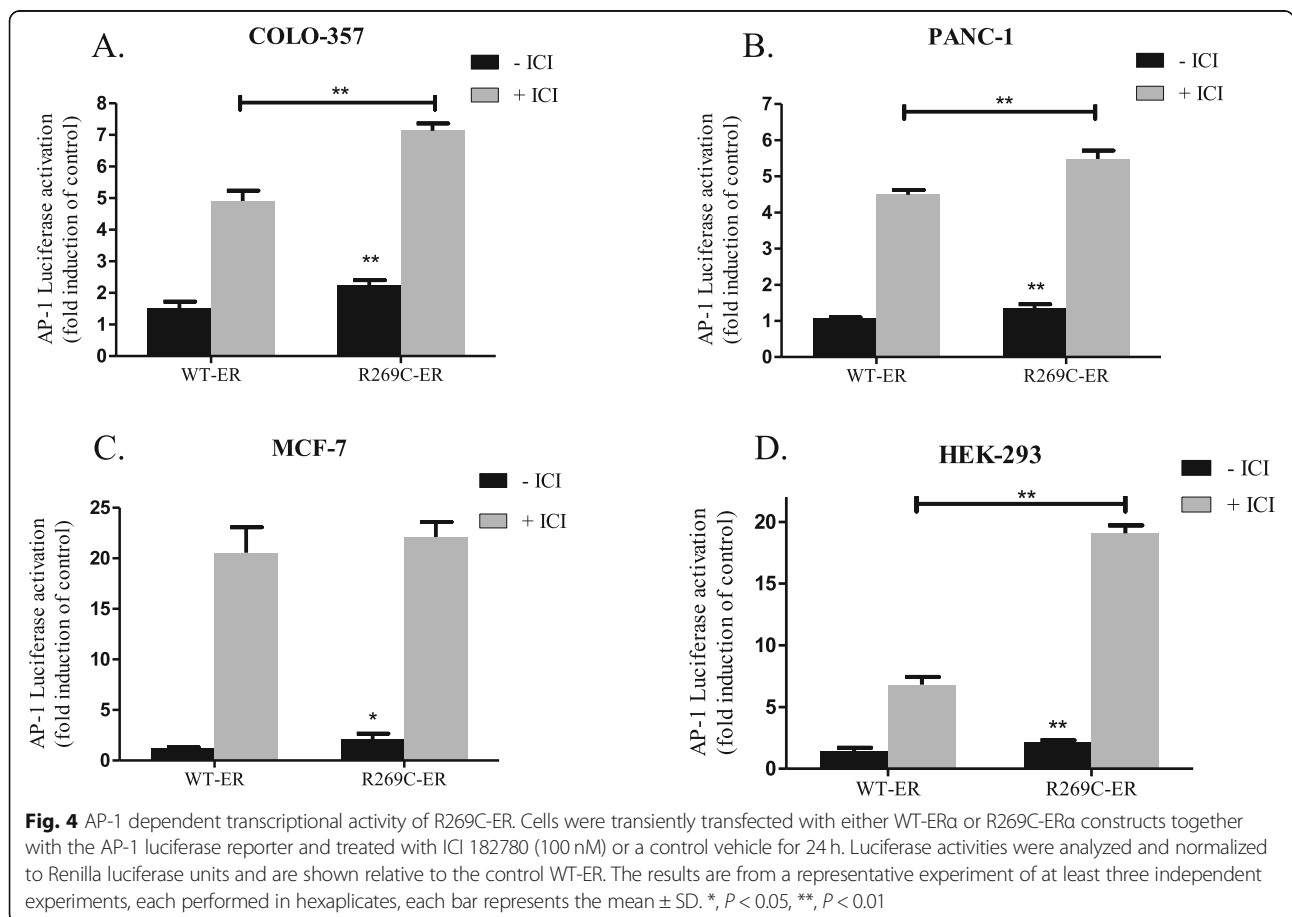 A.
COLO-357
- ICI
+ ICI
AP-1 Luciferase activation
(fold induction of control)
8
7
6
5
4
3
2
1
0
**
**
WT-ER
R269C-ER
B.
PANC-1
- ICI
+ ICI
AP-1 Luciferase activation
(fold induction of control)
7
6
5
4
3
2
1
0
**
**
WT-ER
R269C-ER
C.
MCF-7
- ICI
+ ICI
AP-1 Luciferase activation
(fold induction of control)
25
20
15
10
5
0
*
WT-ER
R269C-ER
D.
HEK-293
- ICI
+ ICI
AP-1 Luciferase activation
(fold induction of control)
20
15
10
5
0
**
**
WT-ER
R269C-ER
Fig. 4 AP-1 dependent transcriptional activity of R269C-ER. Cells were transiently transfected with either WT-ERα or R269C-ERα constructs together
with the AP-1 luciferase reporter and treated with ICI 182780 (100 nM) or a control vehicle for 24 h. Luciferase activities were analyzed and normalized
to Renilla luciferase units and are shown relative to the control WT-ER. The results are from a representative experiment of at least three independent
experiments, each performed in hexaplicates, each bar represents the mean ± SD. *, P < 0.05, **, P < 0.01